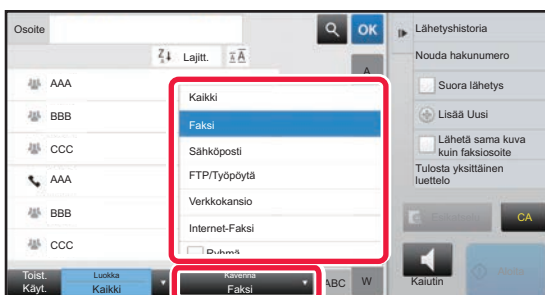 Osoite
OK
Lajitt.
A
AAA
BBB
CCC
AAA
BBB
CCC
Kaikki
Faksi
Sähköposti
FTP/Työpöytä
Verkkokansio
Internet-Faksi
Ryhmä
Toist.
Käyt.
Luokka
Kaikki
Kavenna
Faksi
ABC
W
Lähetyshistoria
Nouda hakunumero
Suora lähetys
Lisää Uusi
Lähetä sama kuva
kuin faksiosoite
Tulosta yksittäinen
luettelo
CA
Kaiutin